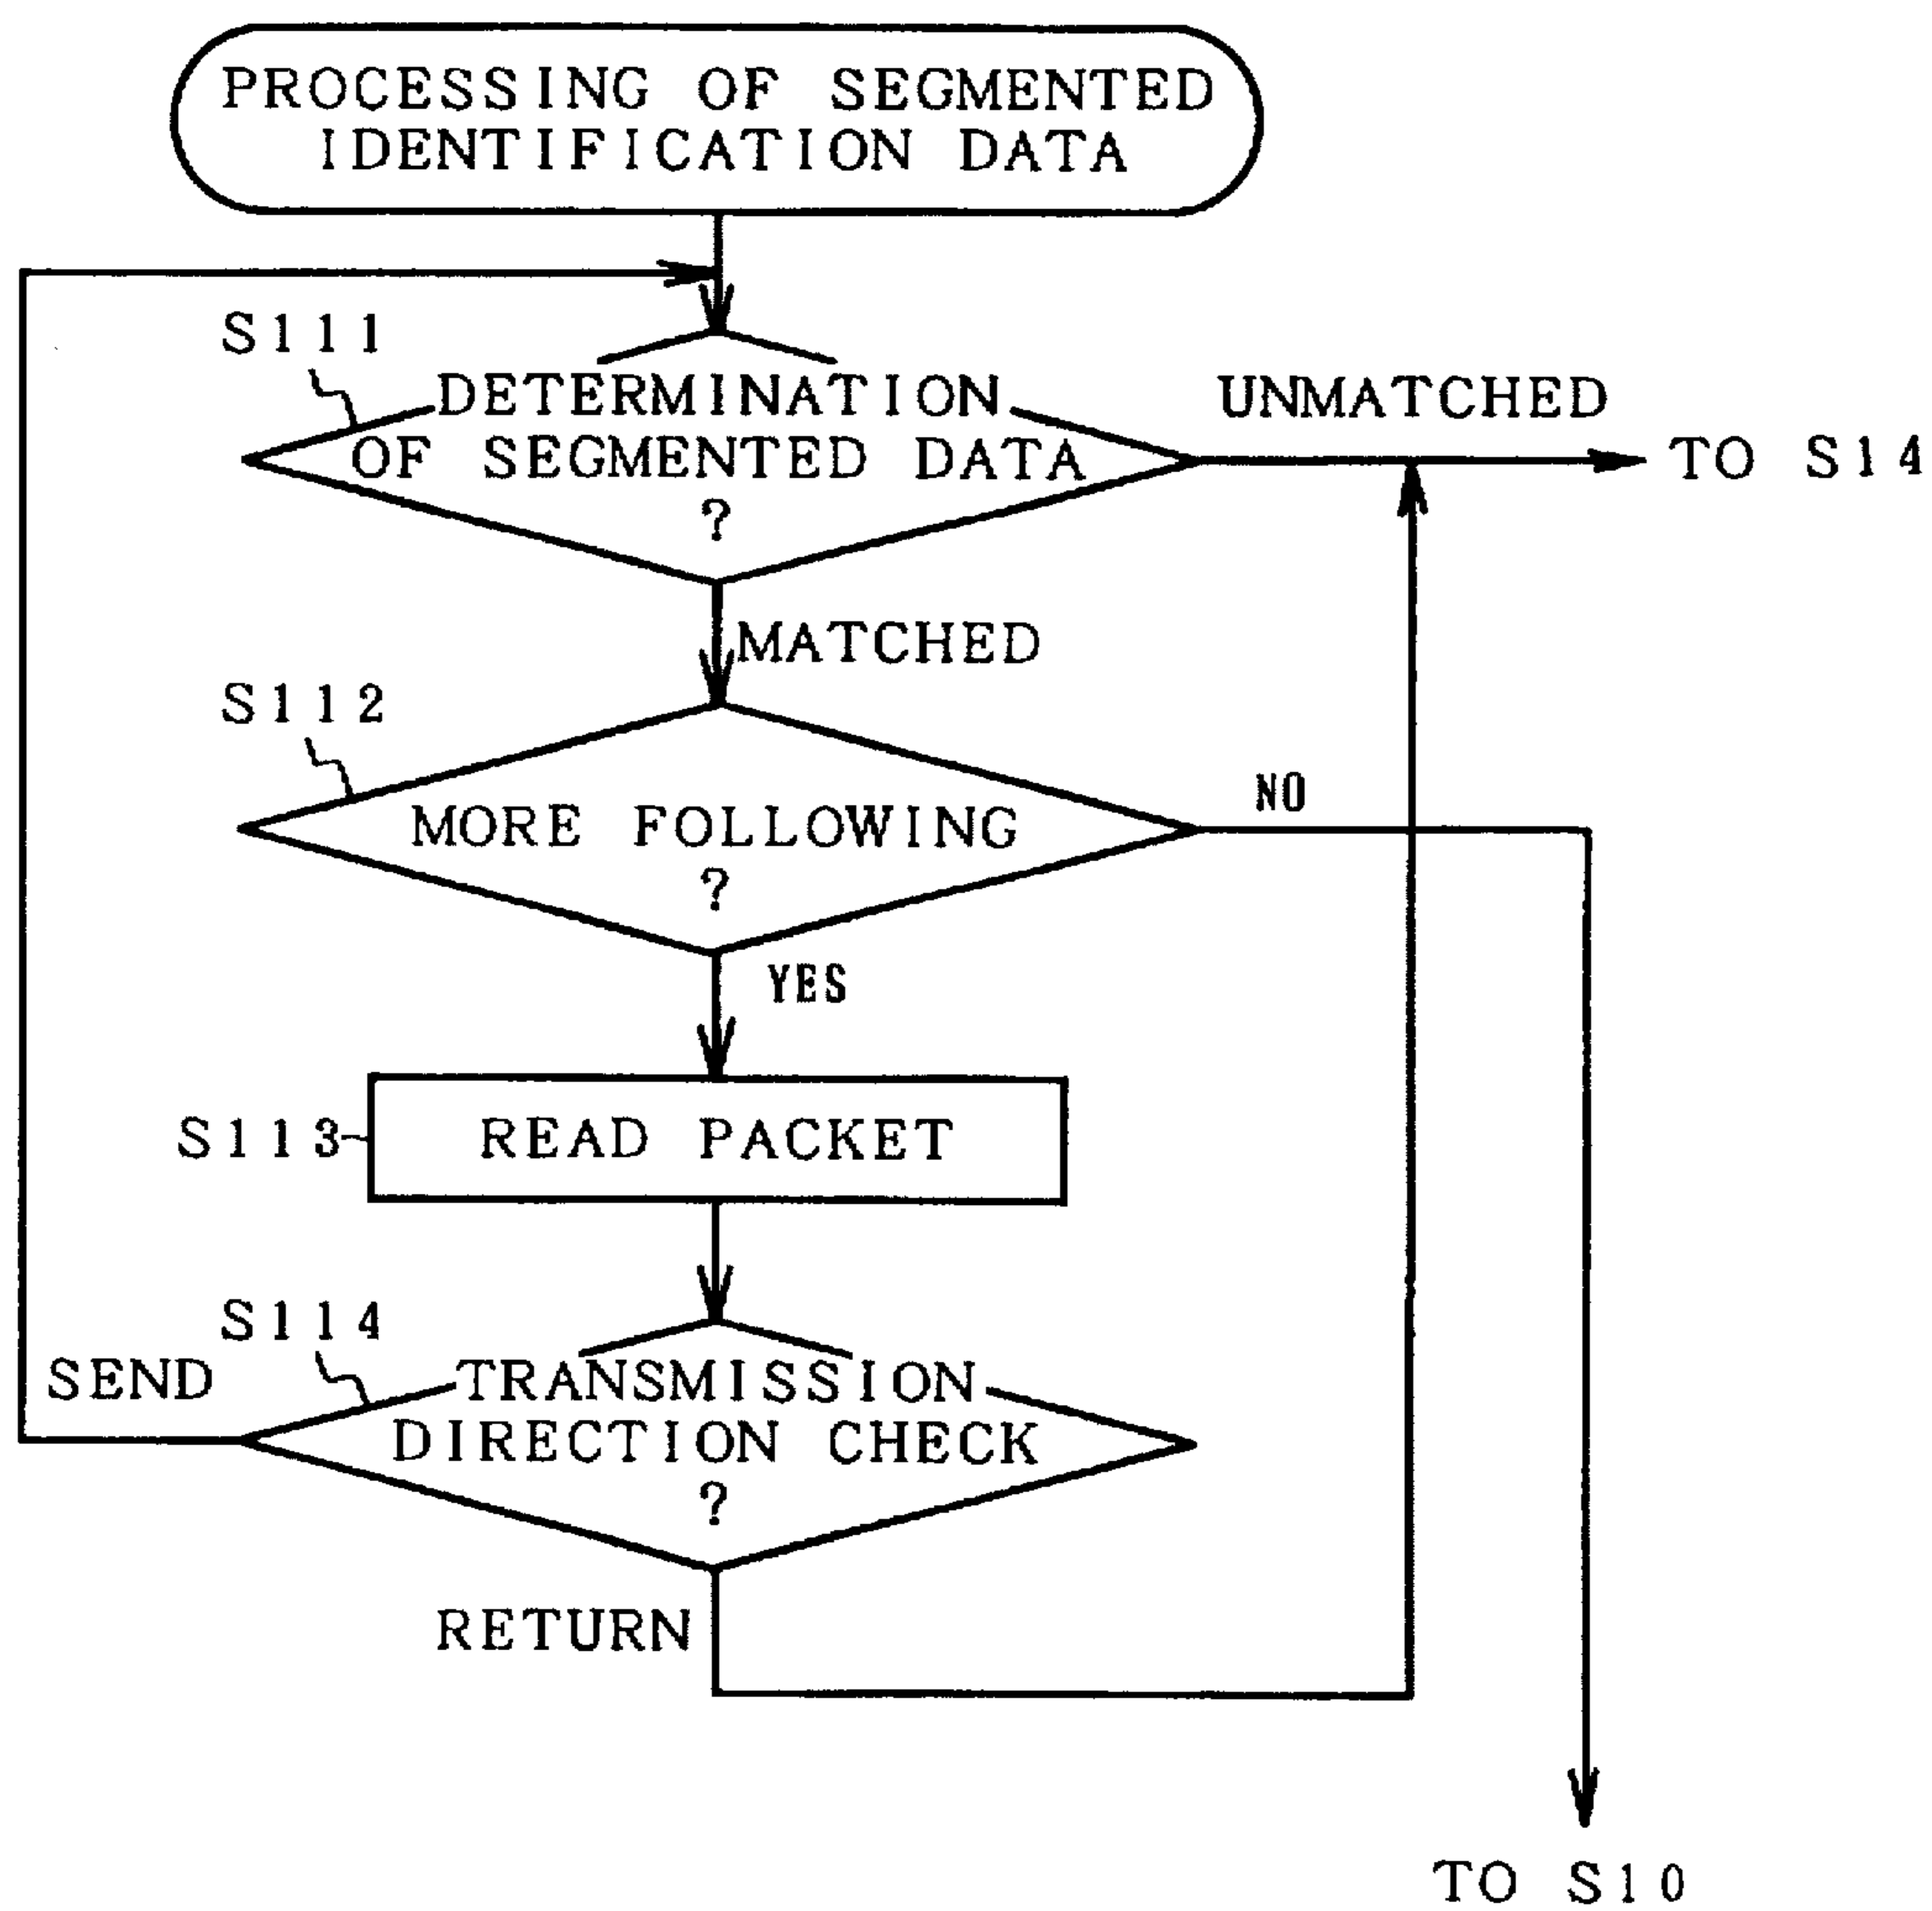 PROCESSING OF SEGMENTED
IDENTIFICATION DATA
S111
DETERMINATION
OF SEGMENTED DATA
?
UNMATCHED
TO S14
MATCHED
S112
MORE FOLLOWING
?
NO
YES
S113
READ PACKET
S114
SEND
TRANSMISSION
DIRECTION CHECK
?
RETURN
TO S10